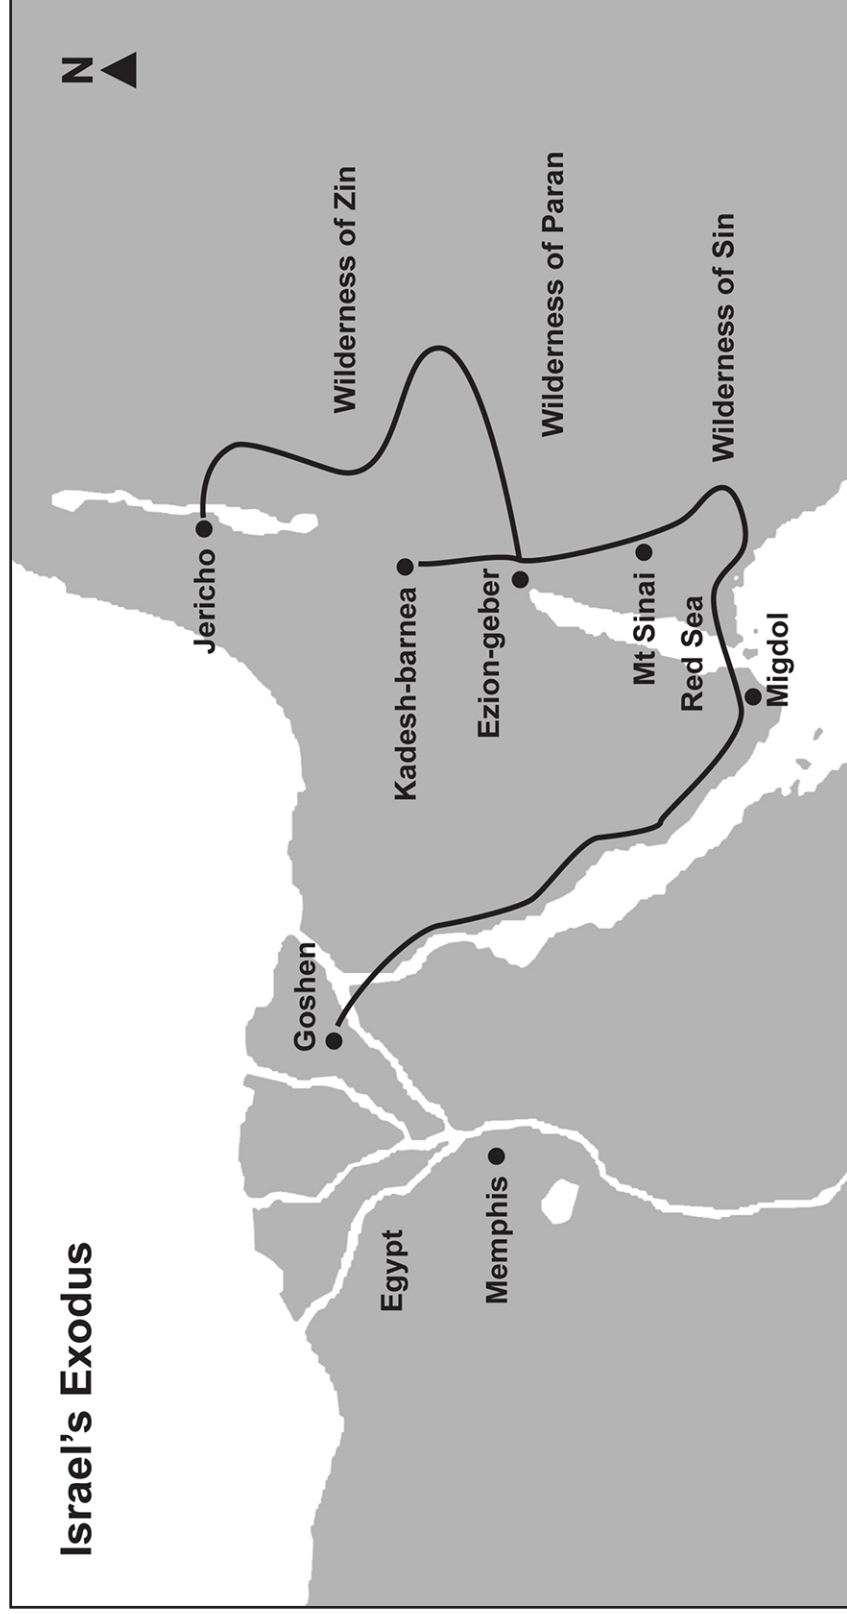 Israel's Exodus
N
Jericho
Wilderness of Zin
Goshen
Kadesh-barnea
Egypt
Ezion-geber
Wilderness of Paran
Memphis
Mt Sinai
Red Sea
Wilderness of Sin
Migdol